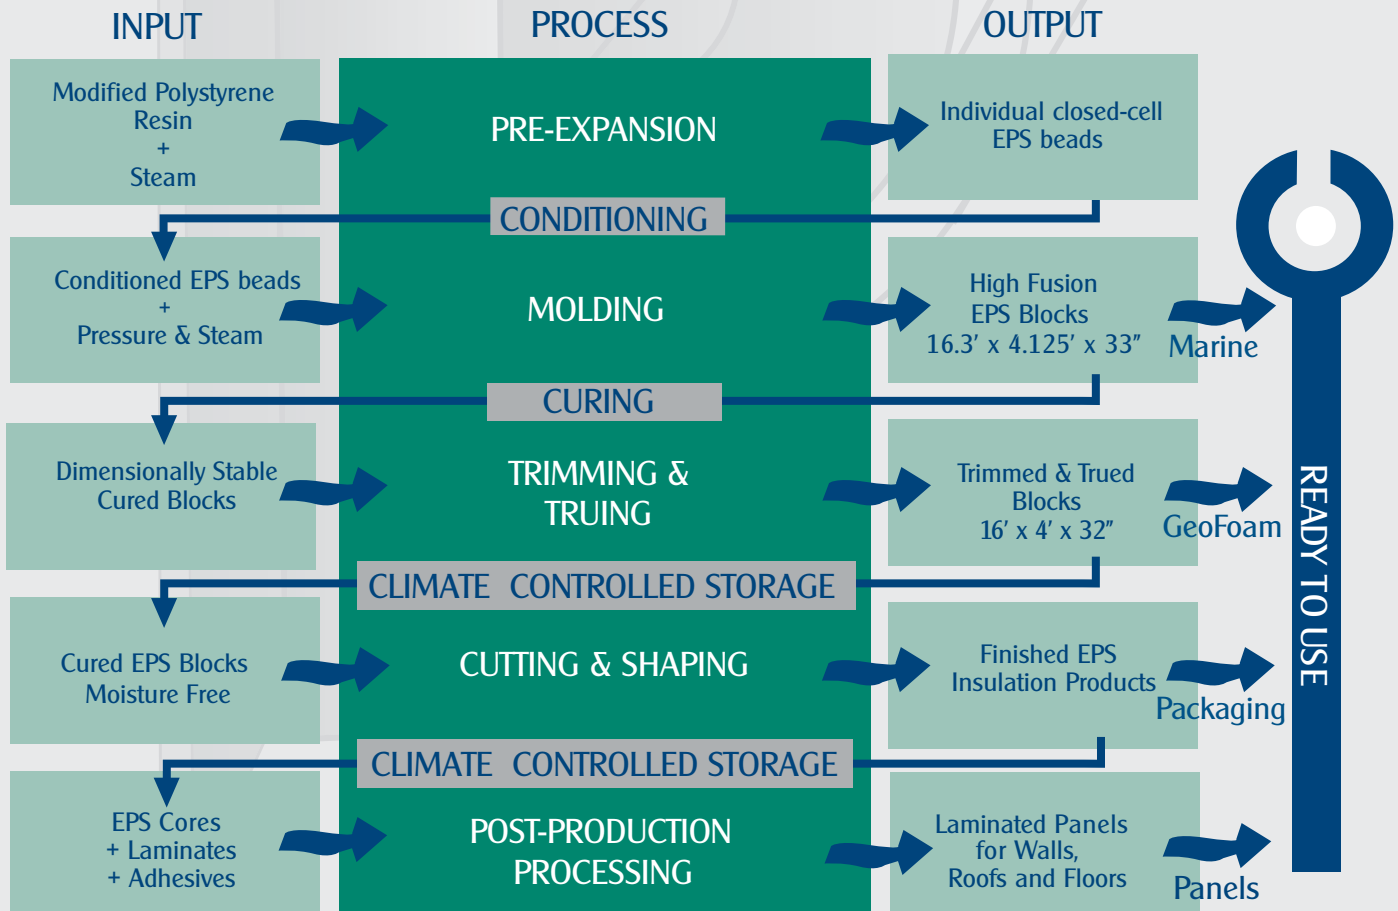 INPUT
PROCESS
OUTPUT
Modified Polystyrene
Resin
+
Steam
PRE-EXPANSION
Individual closed-cell
EPS beads
CONDITIONING
Conditioned EPS beads
+
Pressure & Steam
MOLDING
High Fusion
EPS Blocks
16.3’ x 4.125’ x 33”
Marine
CURING
Dimensionally Stable
Cured Blocks
TRIMMING &
TRUING
Trimmed & Trued
Blocks
16’ x 4’ x 32”
GeoFoam
CLIMATE CONTROLLED STORAGE
Cured EPS Blocks
Moisture Free
CUTTING & SHAPING
Finished EPS
Insulation Products
Packaging
CLIMATE CONTROLLED STORAGE
EPS Cores
+ Laminates
+ Adhesives
POST-PRODUCTION
PROCESSING
Laminated Panels
for Walls,
Roofs and Floors
Panels
READY TO USE